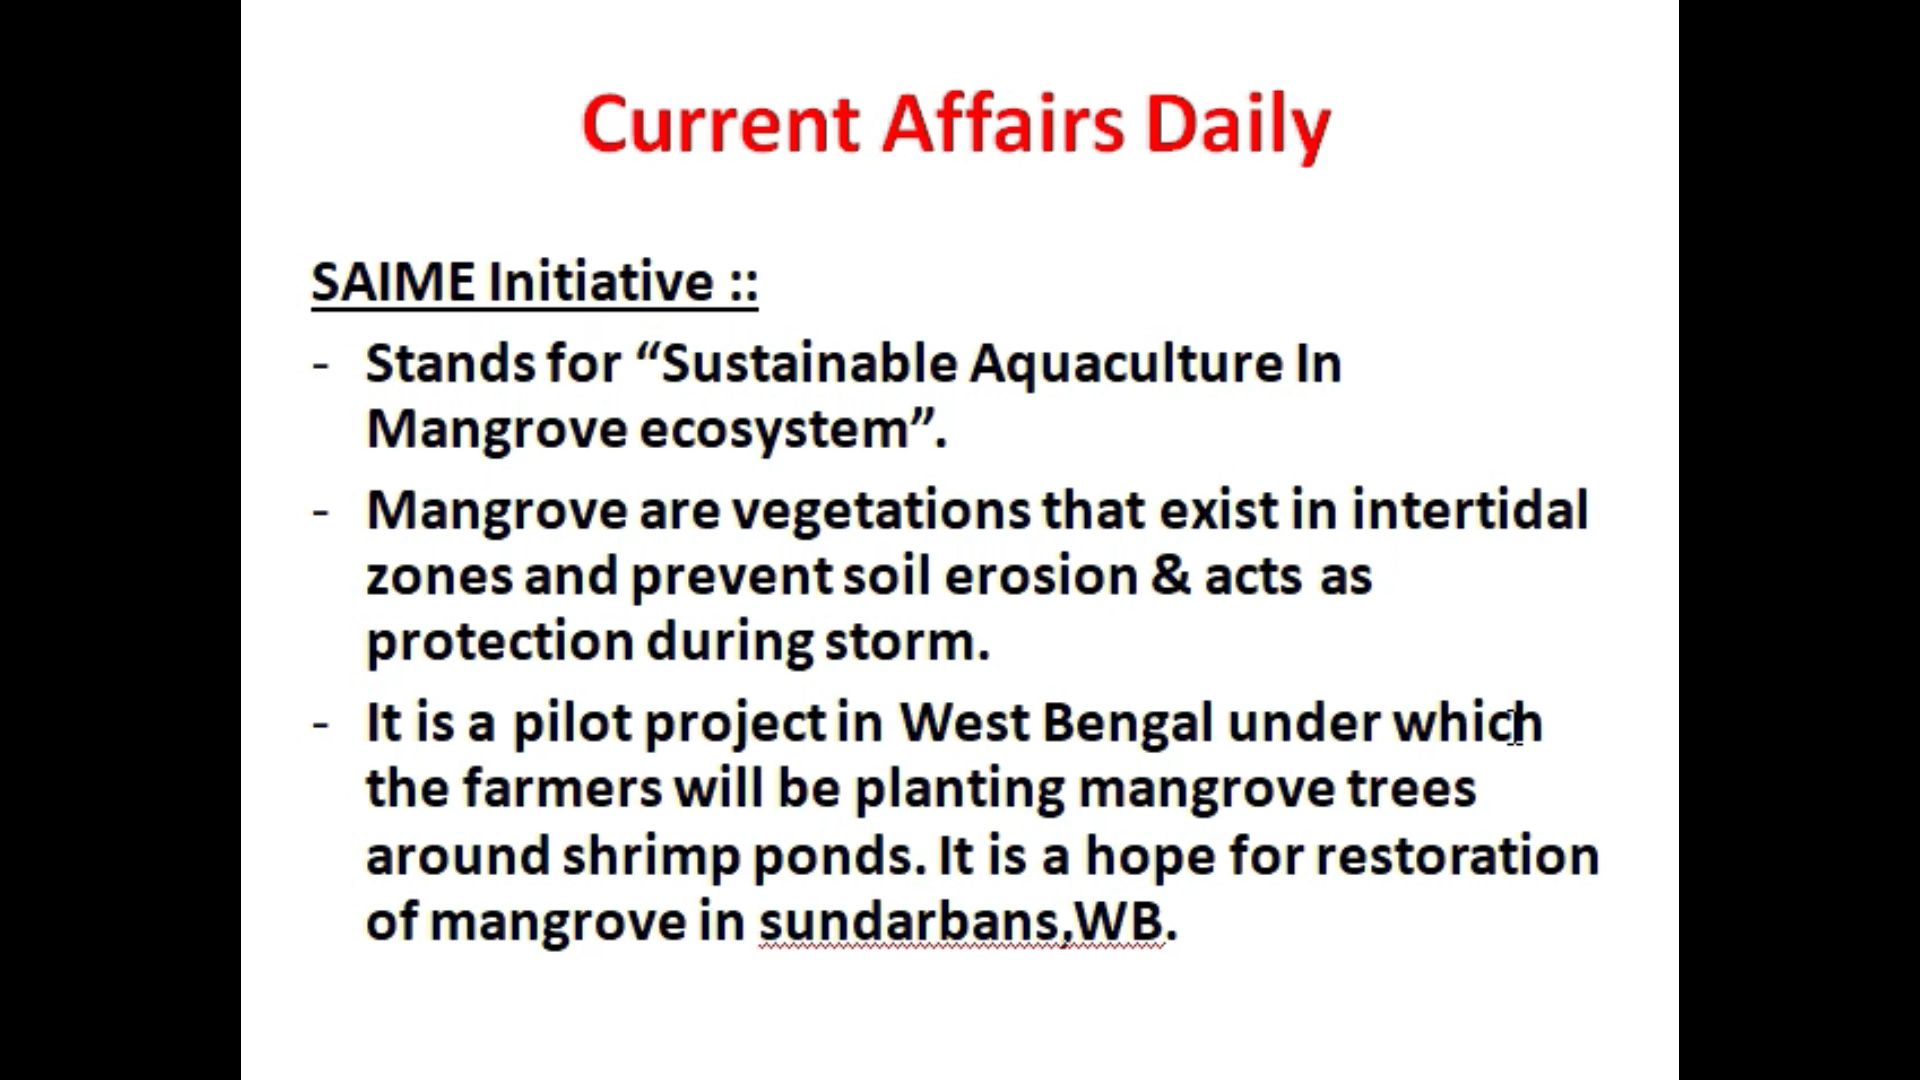 Current Affairs Daily
SAIME Initiative ::
- Stands for “Sustainable Aquaculture In
Mangrove ecosystem”.
- Mangrove are vegetations that exist in intertidal
zones and prevent soil erosion & acts as
protection during storm.
- It is a pilot project in West Bengal under which
the farmers will be planting mangrove trees
around shrimp ponds. It is a hope for restoration
of mangrove in sundarbans,WB.